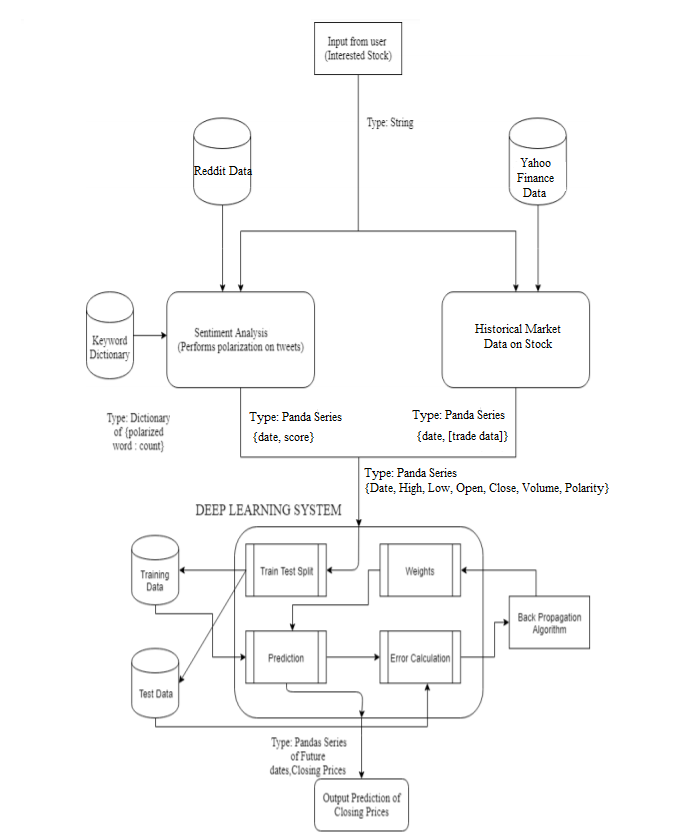 Input from user
(Interested Stock)
Type: String
Reddit Data
Yahoo
Finance
Data
Keyword
Dictionary
Sentiment Analysis
(Performs polarization on tweets)
Historical Market
Data on Stock
Type: Dictionary
of {polarized
word : count}
Type: Panda Series
{date, score}
Type: Panda Series
{date, [trade data]}
Type: Panda Series
{Date, High, Low, Open, Close, Volume, Polarity}
DEEP LEARNING SYSTEM
Training
Data
Train Test Split
Weights
Back Propagation
Algorithm
Prediction
Error Calculation
Test Data
Type: Pandas Series
of Future
dates,Closing Prices
Output Prediction of
Closing Prices